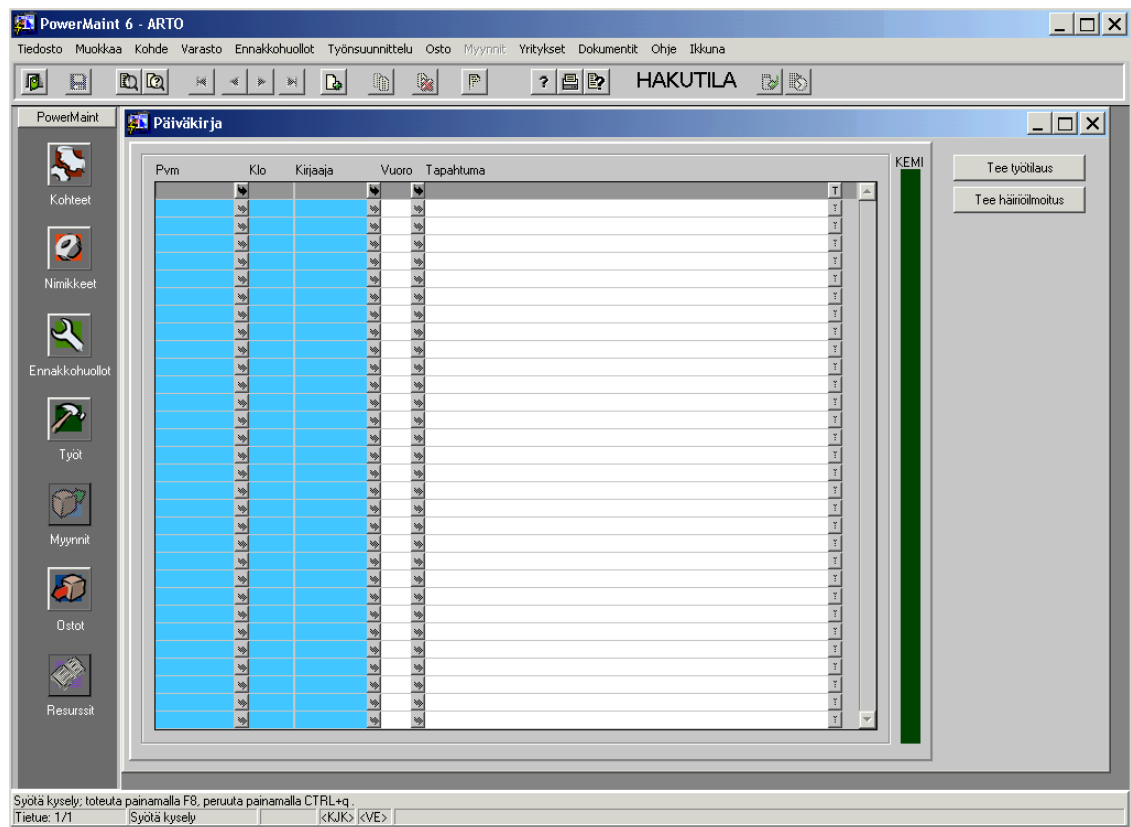 PowerMaint 6 - ARTO
Tiedosto Muokkaa Kohde Varasto Ennakkohuollot Työnsuunnittelu Osto Myynnit Yritykset Dokumentit Ohje Ikkuna
HAKUTILA
PowerMaint
Kohteet
Nimikkeet
Ennakkohuollot
Työt
Myynnit
Ostot
Resurssit
Päiväkirja
Pvm Klo Kirjaaja Vuoro Tapahtuma
KEMI
Tee työtilaus
Tee häiriöilmoitus
Syötä kysely; toteuta painamalla F8, peruuta painamalla CTRL+q .
Tietue: 1/1 Syötä kysely <KJK> <VE>